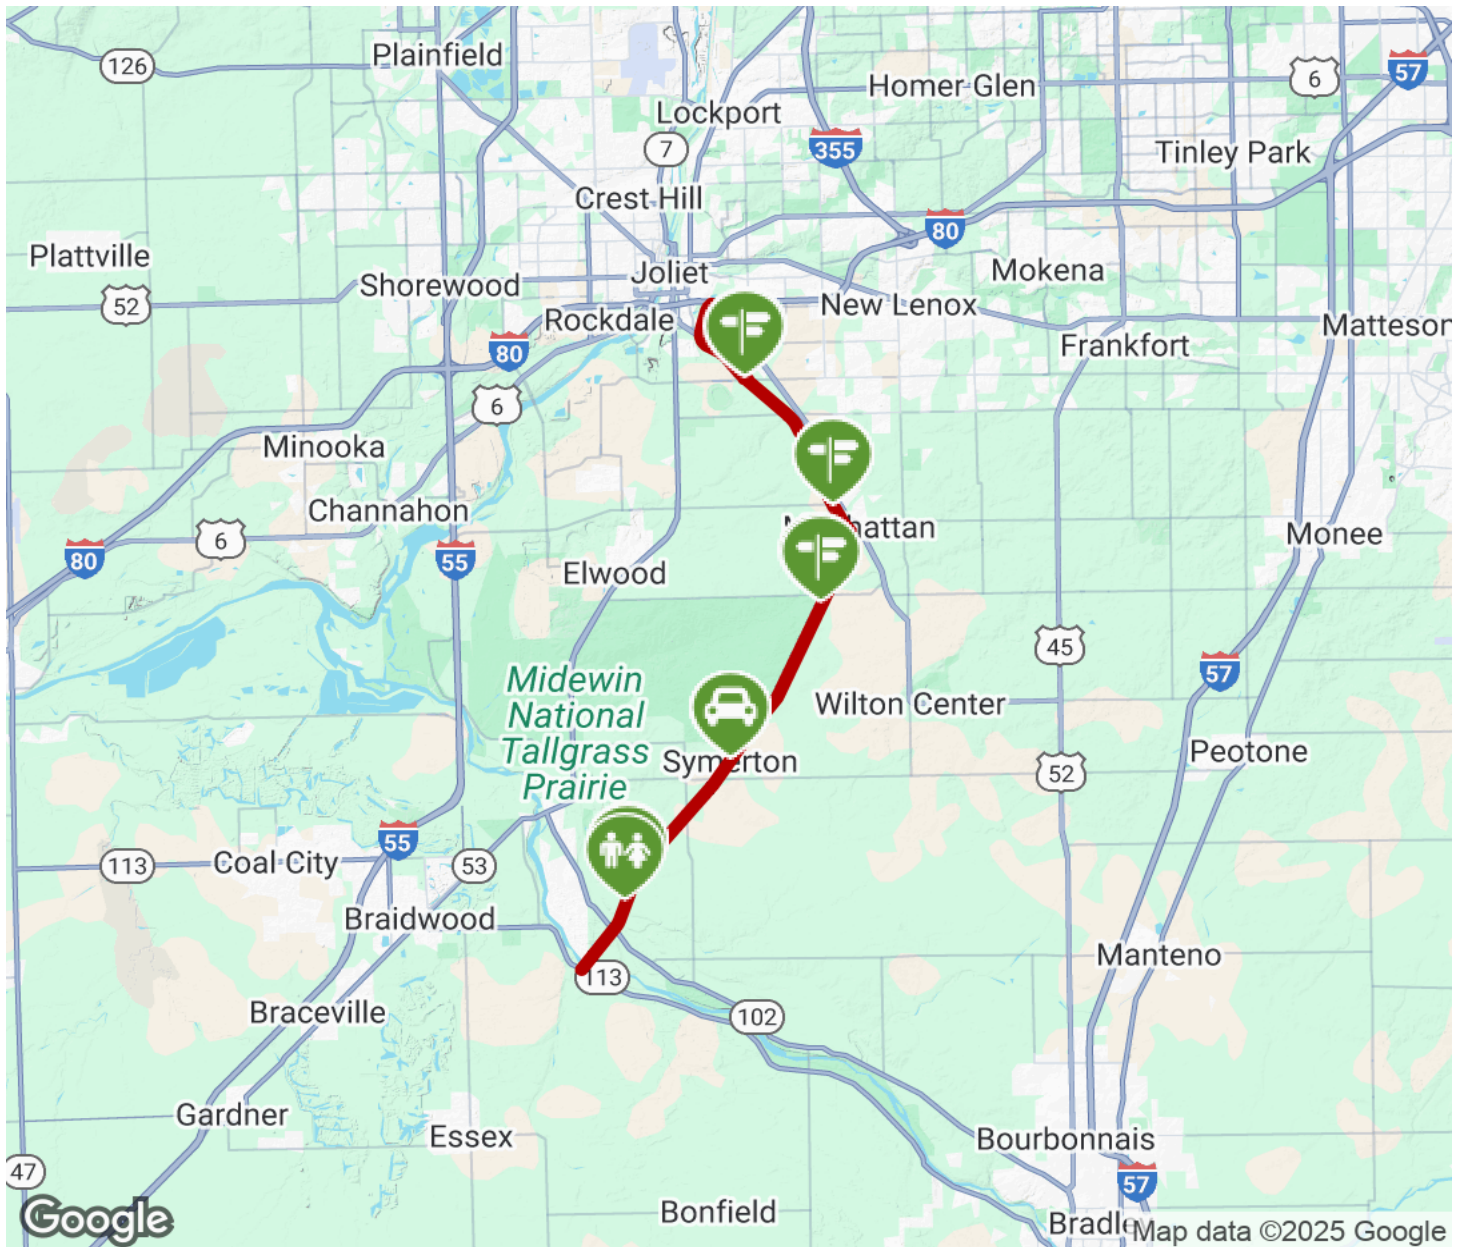 Plainfield
126
Homer Glen
6
57
Lockport
7
355
Tinley Park
Crest Hill
80
Plattville
Joliet
Mokena
52
Shorewood
New Lenox
Rockdale
Matteson
Frankfort
80
6
Minooka
Channahon
hattan
Monee
6
80
55
Elwood
45
Midewin
National
Tallgrass
Prairie
57
Wilton Center
Symerton
Peotone
52
55
Coal City
113
53
Braidwood
Manteno
113
Braceville
102
Gardner
Essex
Bourbonnais
47
57
Google
Bonfield
Bradle
Map data ©2025 Google